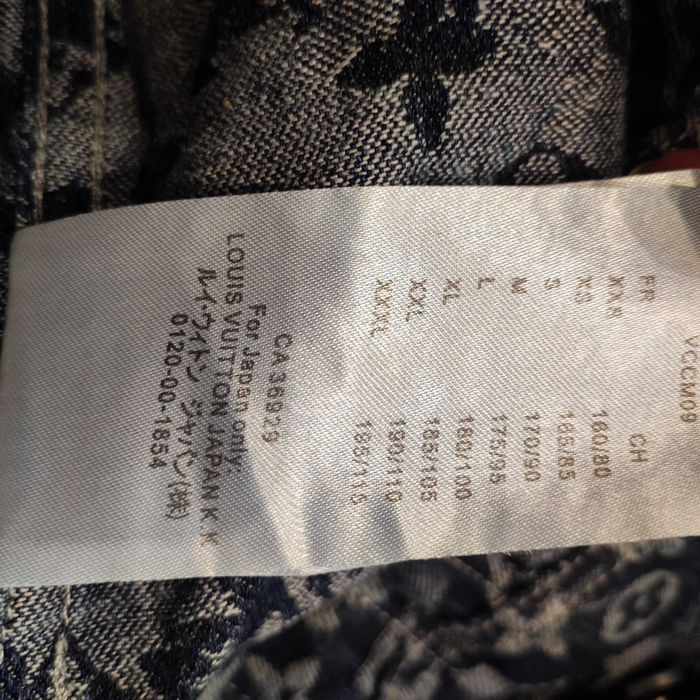 VCCM09
FR CH
XXS 160/80
XS 165/85
S 170/90
M 175/95
L 180/100
XL 185/105
XXL 190/110
XXXL 195/115
CA 36929
For Japan only
LOUIS VUITTON JAPAN K.K
ルイ・ウイトン ジャパン(株)
0120-00-1854